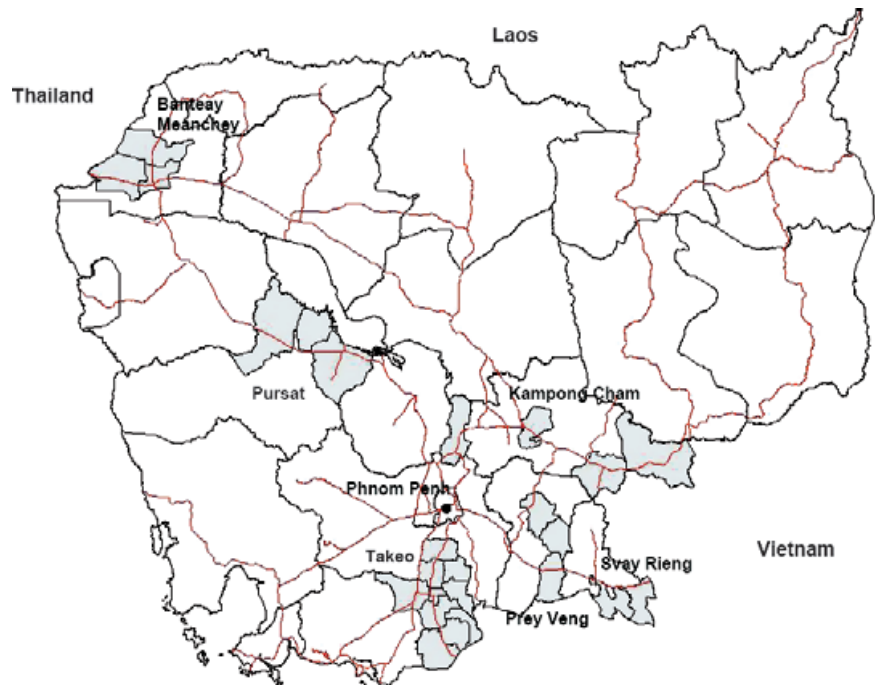 Laos
Thailand
Banteay
Meanchey
Pursat
Kampong Cham
Phnom Penh
Takeo
Vietnam
Svay Rieng
Prey Veng